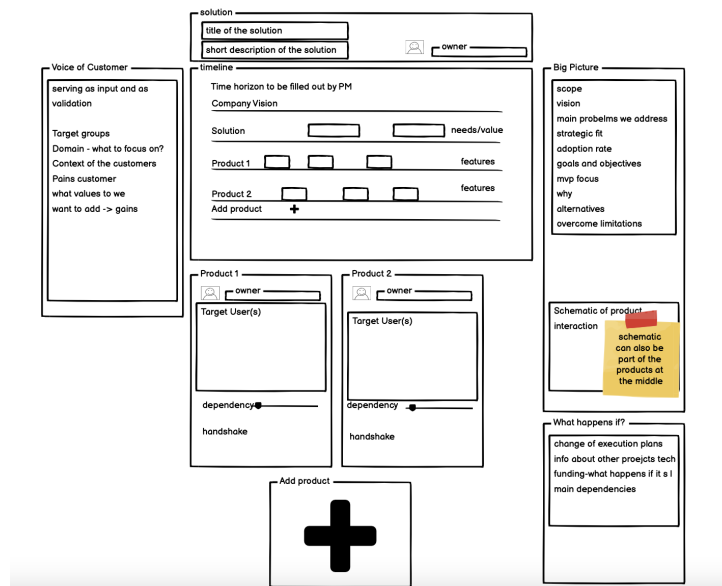 solution
title of the solution
short description of the solution
owner
Voice of Customer
serving as input and as
validation
Target groups
Domain - what to focus on?
Context of the customers
Pains customer
what values to we
want to add -> gains
timeline
Time horizon to be filled out by PM
Company Vision
Solution
needs/value
Product 1
features
Product 2
features
Add product
Big Picture
scope
vision
main probelms we address
strategic fit
adoption rate
goals and objectives
mvp focus
why
alternatives
overcome limitations
Schematic of product
interaction
schematic
can also be
part of the
products at
the middle
Product 1
owner
Target User(s)
dependency
handshake
Product 2
owner
Target User(s)
dependency
handshake
What happens if?
change of execution plans
info about other proejcts tech
funding-what happens if it s l
main dependencies
Add product